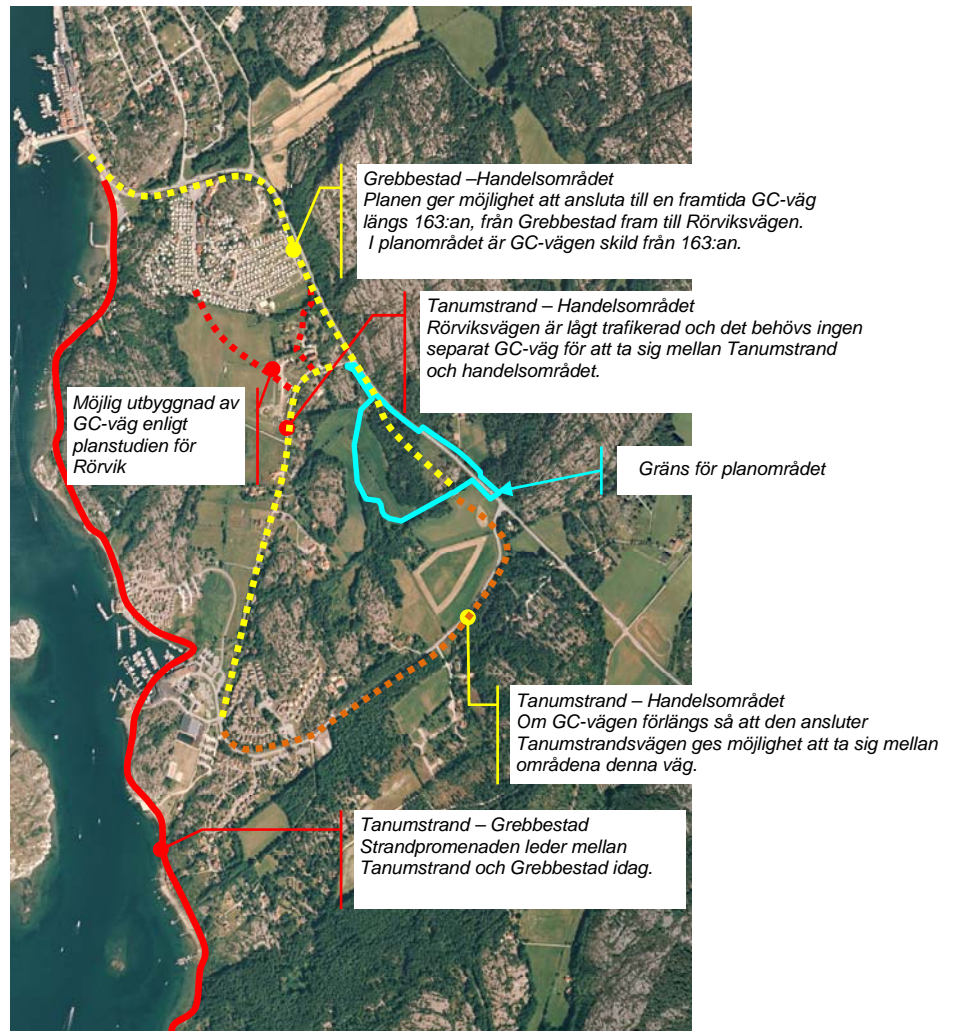 Grebbestad –Handelsområdet
Planen ger möjlighet att ansluta till en framtida GC-väg
längs 163:an, från Grebbestad fram till Rörviksvägen.
I planområdet är GC-vägen skild från 163:an.
Tanumstrand – Handelsområdet
Rörviksvägen är lågt trafikerad och det behövs ingen
separat GC-väg för att ta sig mellan Tanumstrand
och handelsområdet.
Möjlig utbyggnad av
GC-väg enligt
planstudien för
Rörvik
Gräns för planområdet
Tanumstrand – Handelsområdet
Om GC-vägen förlängs så att den ansluter
Tanumstrandsvägen ges möjlighet att ta sig mellan
områdena denna väg.
Tanumstrand – Grebbestad
Strandpromenaden leder mellan
Tanumstrand och Grebbestad idag.